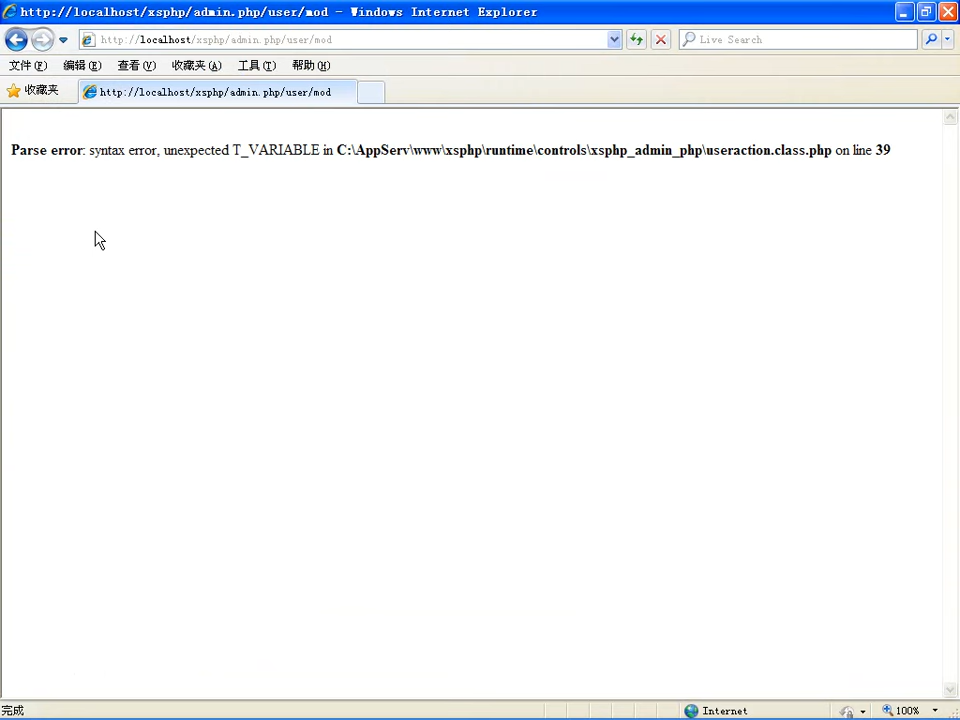 http://localhost/xsphp/admin.php/user/mod - Windows Internet Explorer
http://localhost/xsphp/admin.php/user/mod
Live Search
文件(F) 编辑(E) 查看(V) 收藏夹(A) 工具(T) 帮助(H)
收藏夹 http://localhost/xsphp/admin.php/user/mod
Parse error: syntax error, unexpected T_VARIABLE in C:\AppServ\www\xsphp\runtime\controls\xsphp_admin_php\useraction.class.php on line 39
完成 Internet 100%